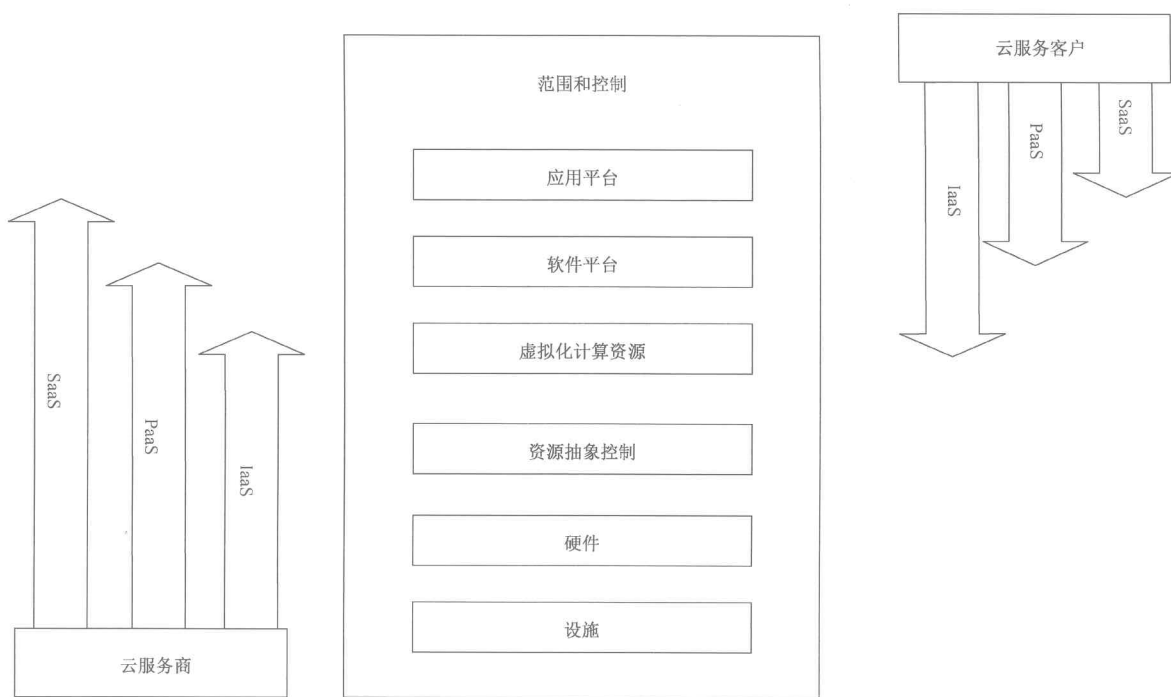 云服务客户
范围和控制
SaaS
PaaS
IaaS
应用平台
软件平台
虚拟化计算资源
资源抽象控制
硬件
设施
SaaS
PaaS
IaaS
云服务商